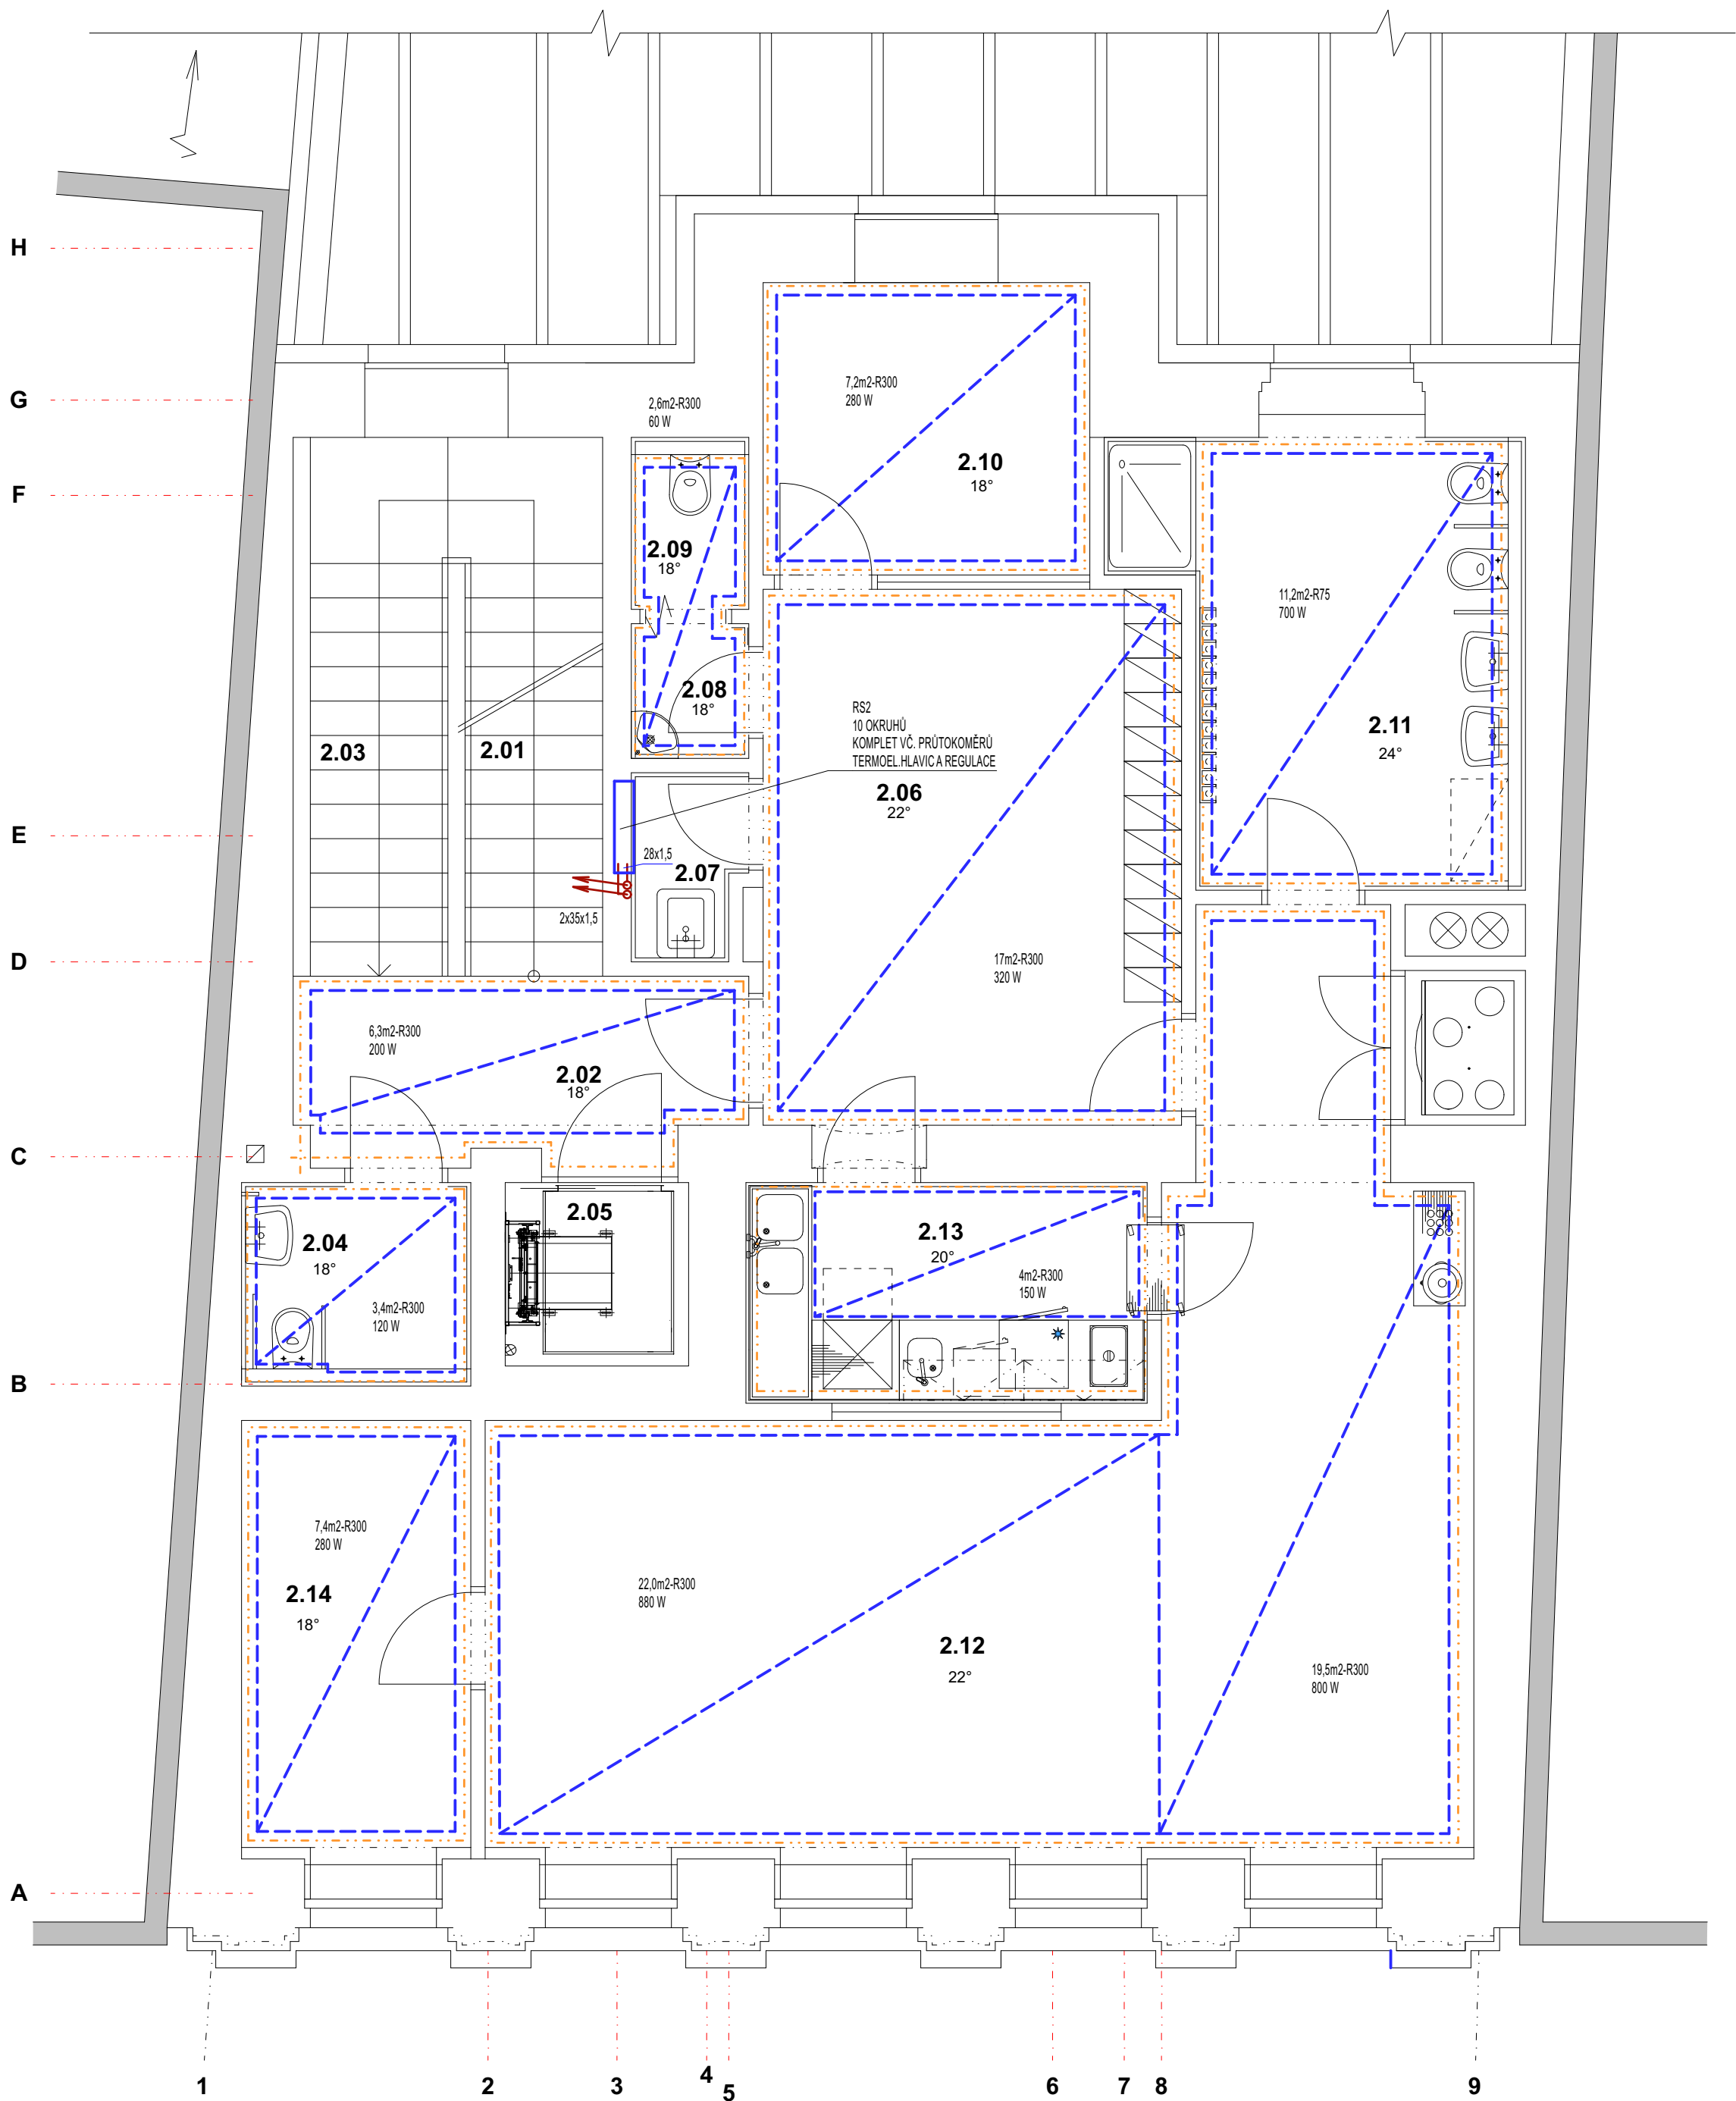 H
G
F
E
D
C
B
A
7,2m2-R300
280 W
2,6m2-R300
60 W
2.10
18°
2.09
18°
11,2m2-R75
700 W
2.08
18°
RS2
10 OKRUHŮ
KOMPLET VČ. PRŮTOKOMĚRŮ
TERMOEL.HLAVIC A REGULACE
2.11
24°
2.03
2.01
2.06
22°
28x1,5
2.07
2x35x1,5
17m2-R300
320 W
6,3m2-R300
200 W
2.02
18°
2.05
2.04
18°
2.13
20°
4m2-R300
150 W
3,4m2-R300
120 W
7,4m2-R300
280 W
2.14
18°
22,0m2-R300
880 W
2.12
22°
19,5m2-R300
800 W
1
2
3
4
5
6
7
8
9